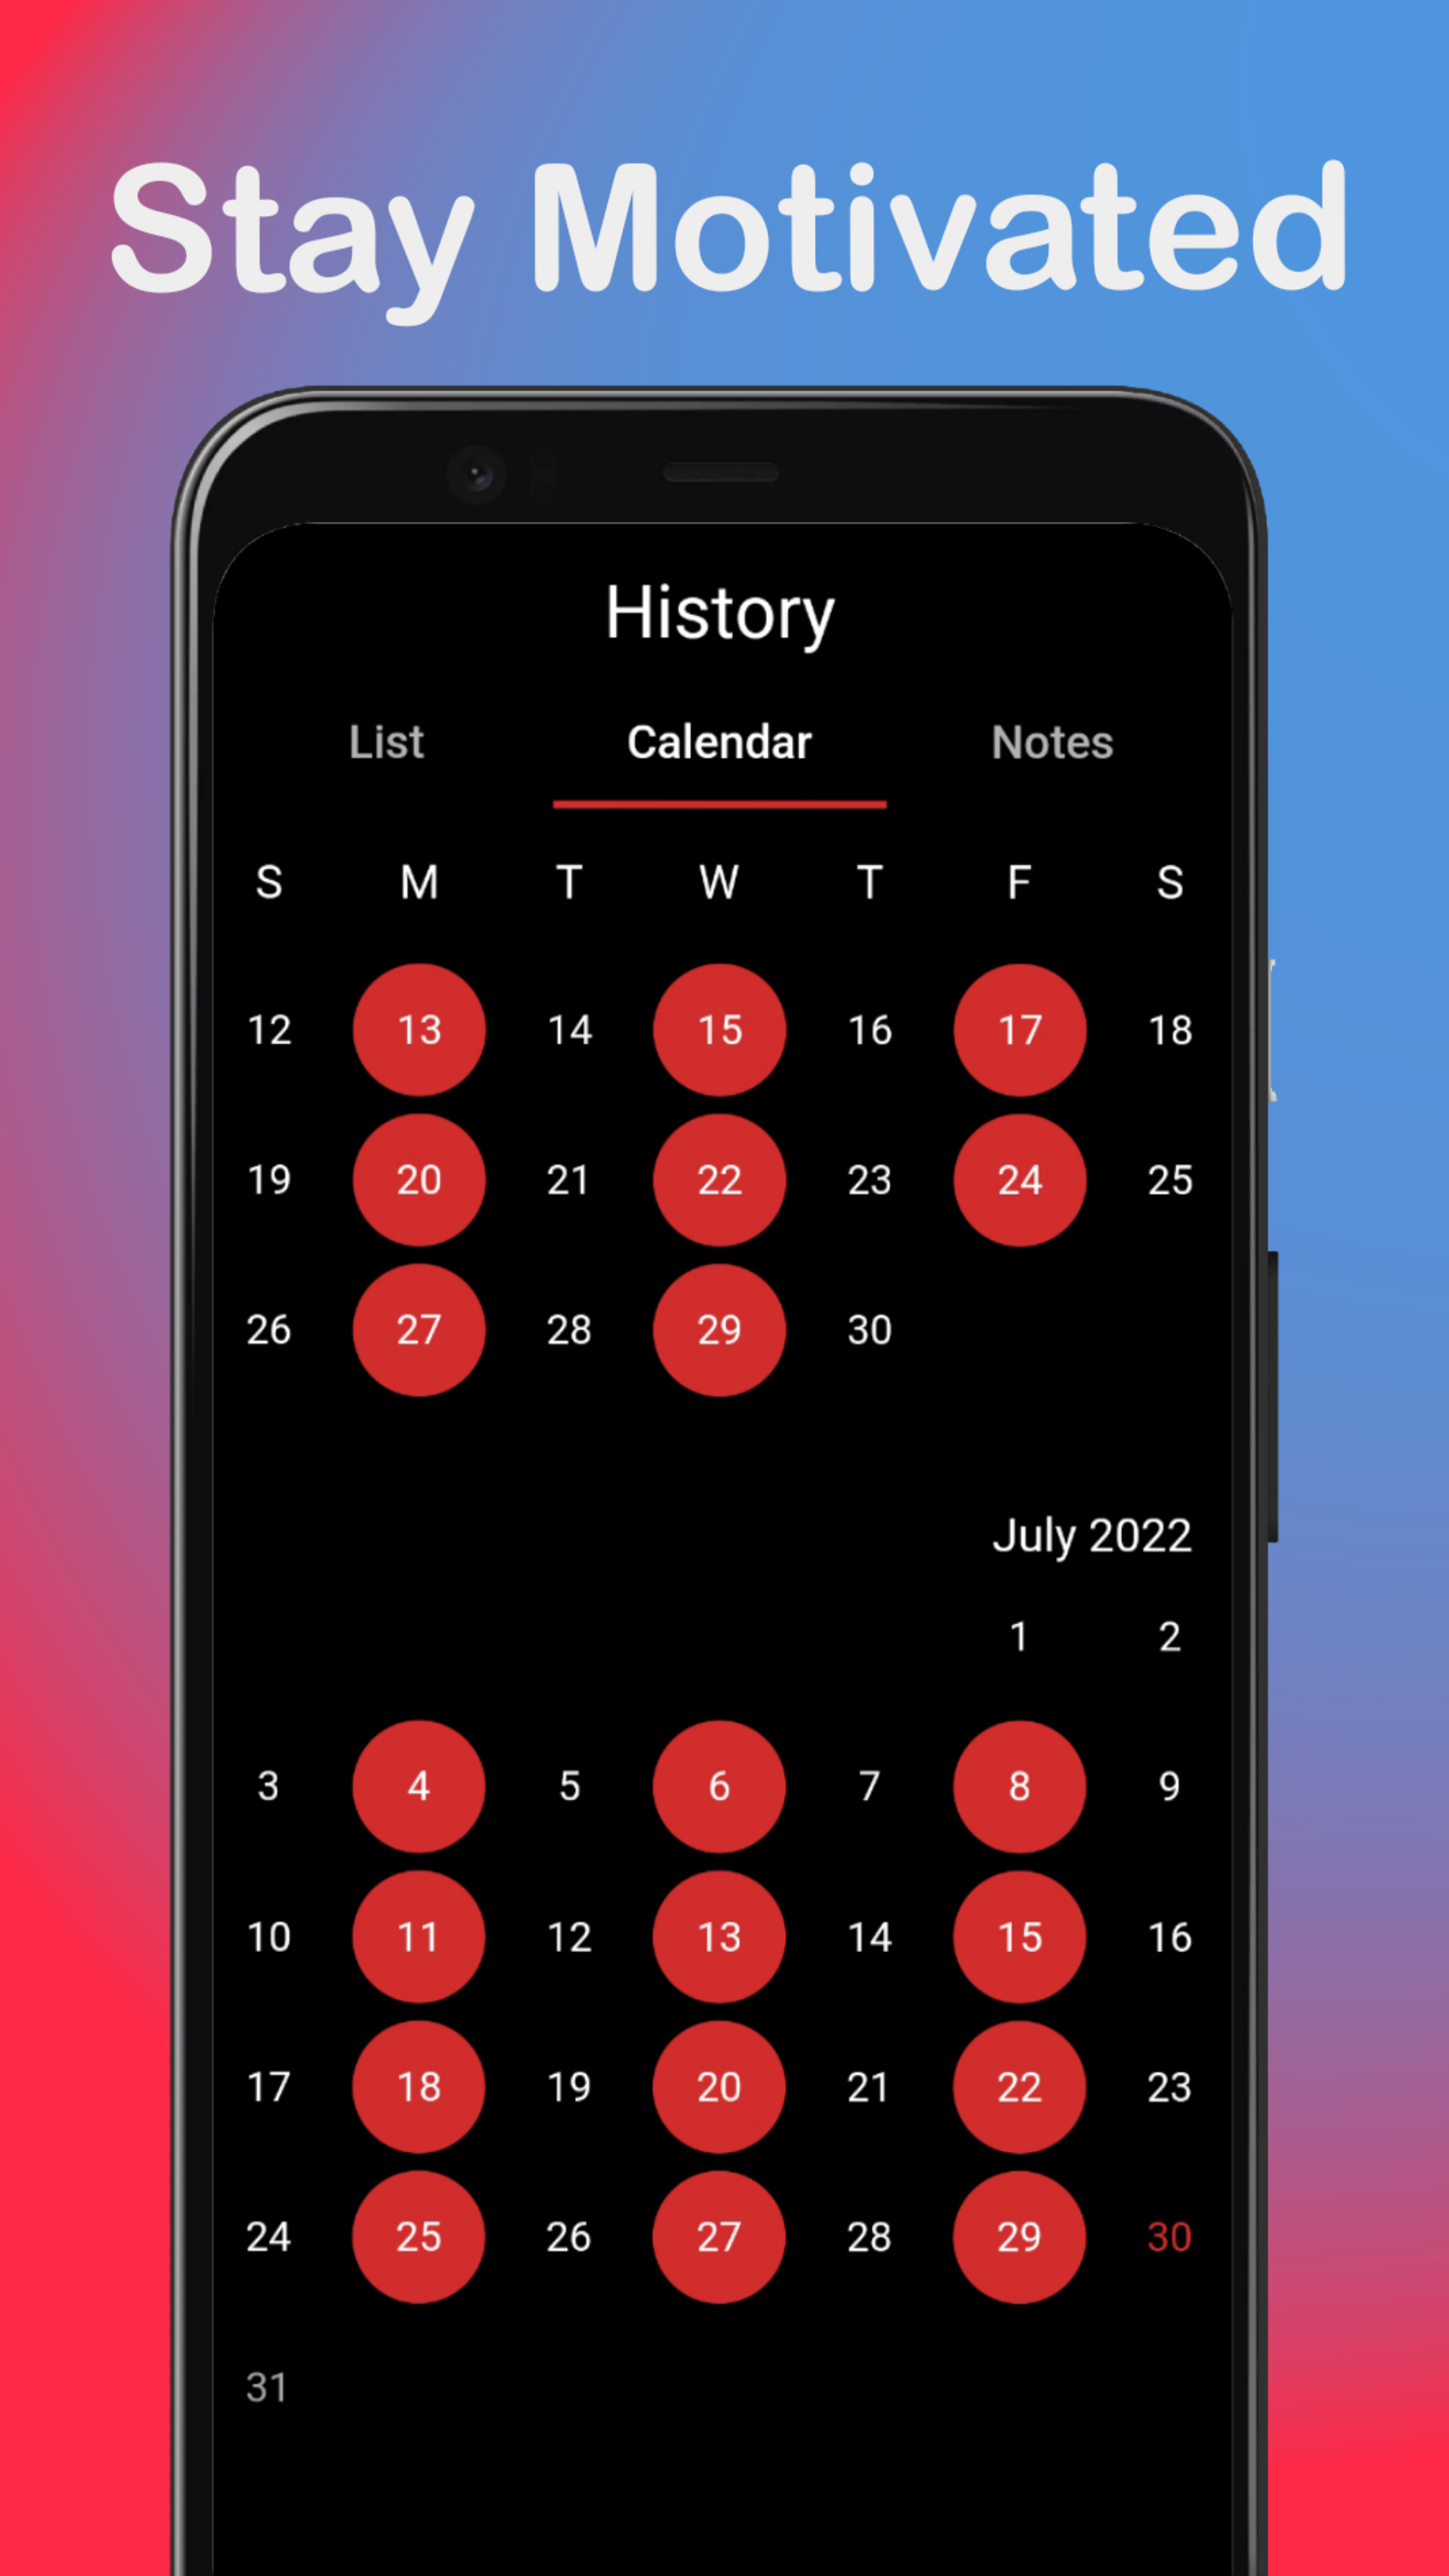 Stay Motivated
History
List Calendar Notes
S M T W T F S
12 13 14 15 16 17 18
19 20 21 22 23 24 25
26 27 28 29 30
July 2022
1 2
3 4 5 6 7 8 9
10 11 12 13 14 15 16
17 18 19 20 21 22 23
24 25 26 27 28 29 30
31